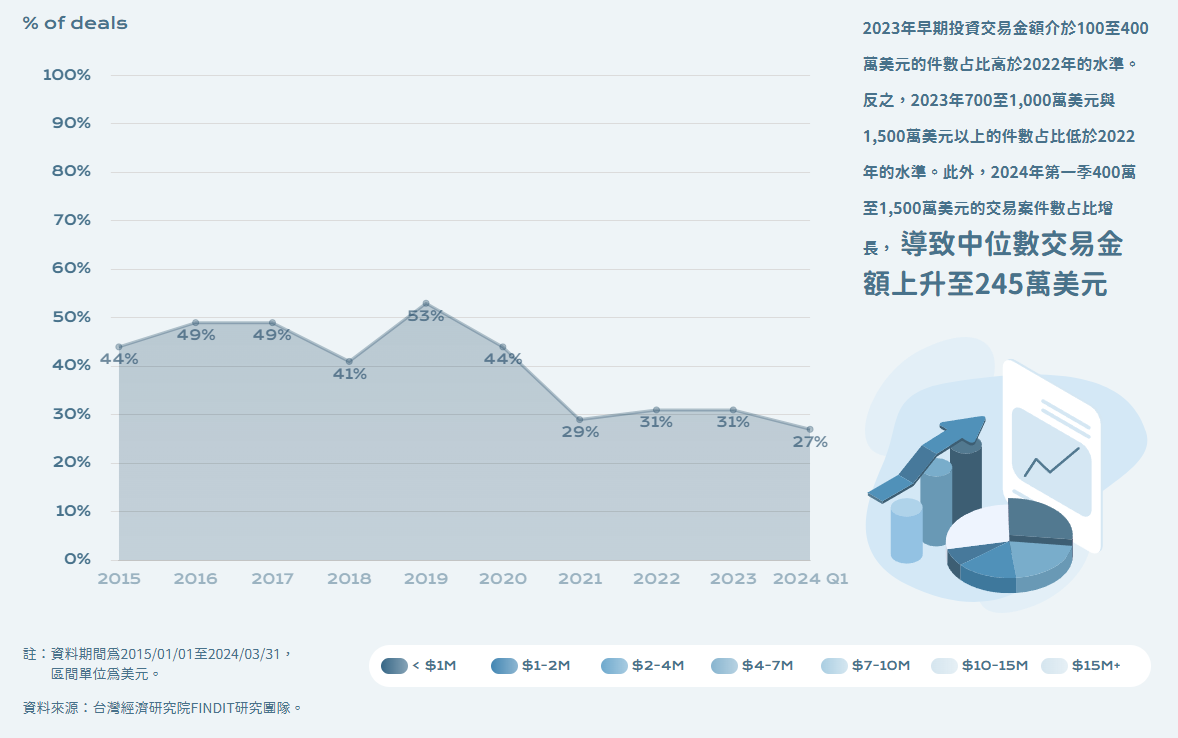 % of deals
100%
90%
80%
70%
60%
50%
40%
30%
20%
10%
0%
44%
49%
49%
41%
53%
44%
29%
31%
31%
27%
2015
2016
2017
2018
2019
2020
2021
2022
2023
2024 Q1
2023年早期投資交易金額介於100至400
萬美元的件數占比高於2022年的水準。
反之，2023年700至1,000萬美元與
1,500萬美元以上的件數占比低於2022
年的水準。此外，2024年第一季400萬
至1,500萬美元的交易案件數占比增
長，導致中位數交易金
額上升至245萬美元
註：資料期間為2015/01/01至2024/03/31，
區間單位為美元。
資料來源：台灣經濟研究院FINDIT研究團隊。
< $1M
$1-2M
$2-4M
$4-7M
$7-10M
$10-15M
$15M+